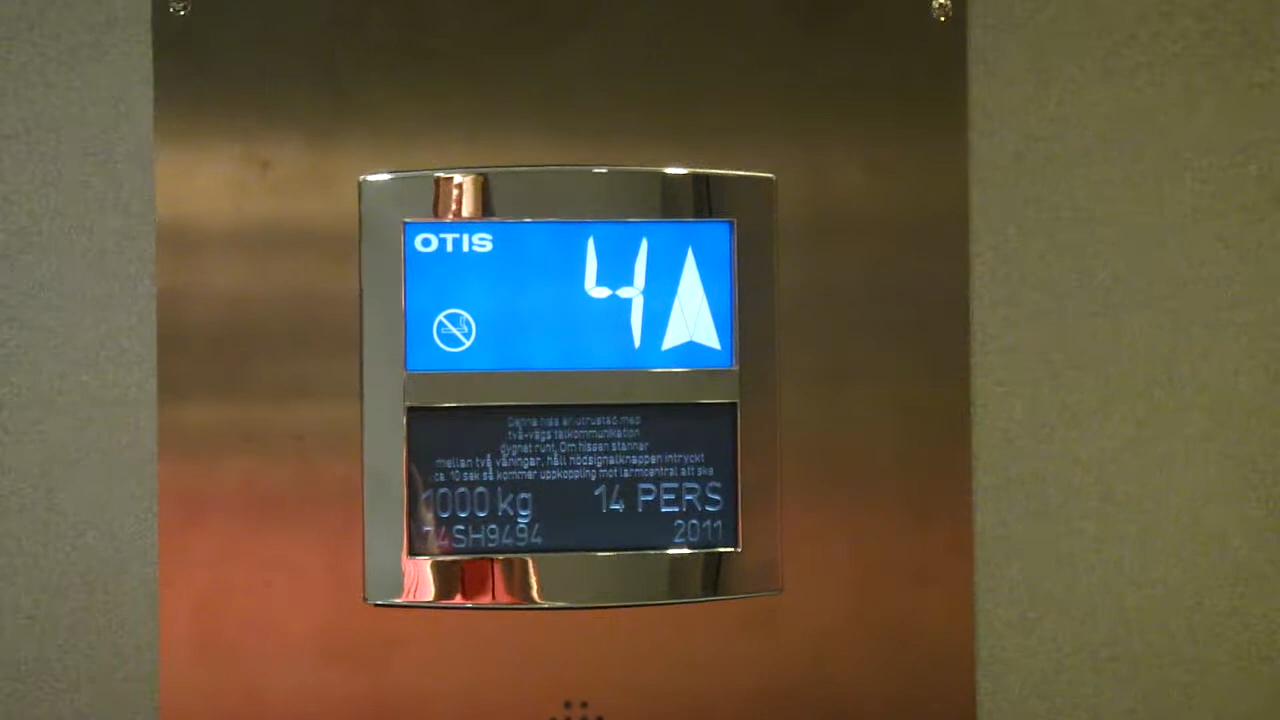 OTIS
4
Denna hiss är utrustad med
två-vägs talkommunikation
dygnet runt. Om hissen stannar
mellan två våningar, håll nödsignalknappen intryckt
ca. 10 sek så kommer uppkoppling mot larmcentral att ske
1000 kg 14 PERS
74SH9494 2011